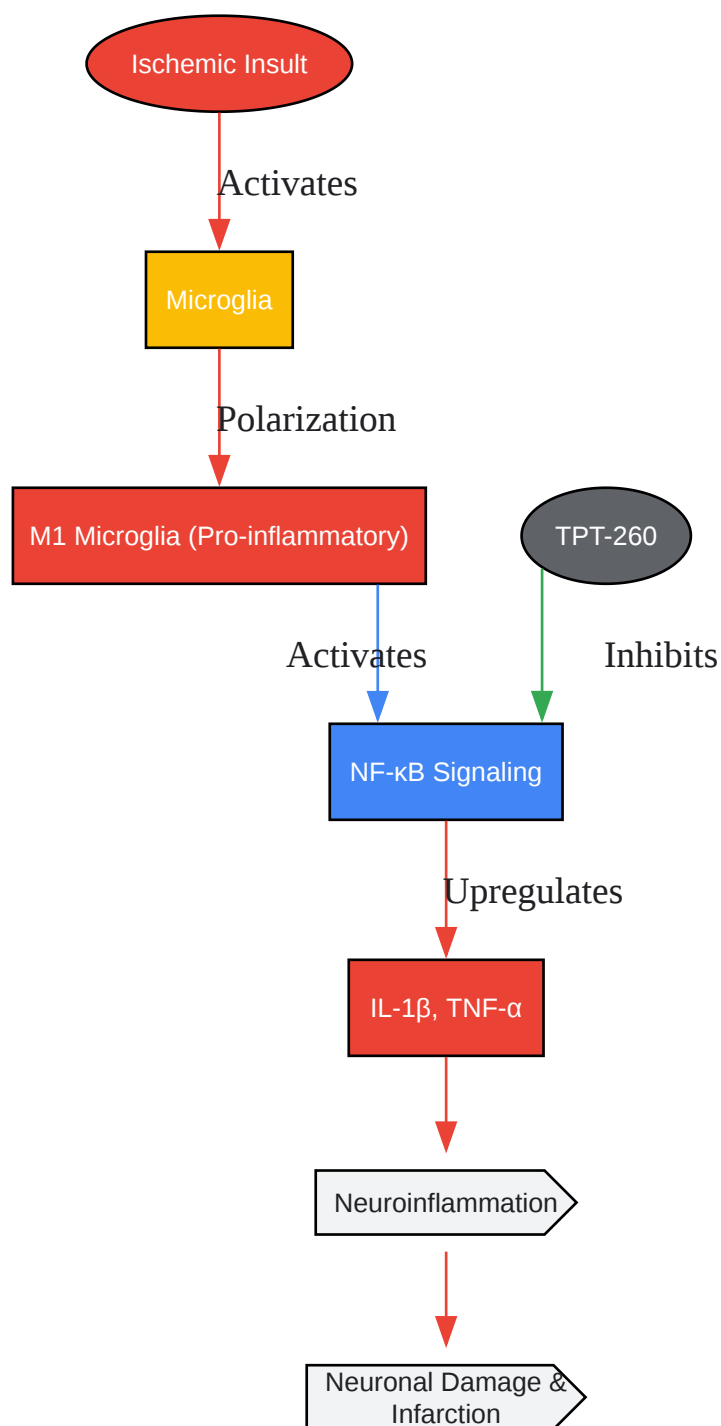 Ischemic Insult
Activates
Microglia
Polarization
M1 Microglia (Pro-inflammatory)
TPT-260
Activates
Inhibits
NF-κB Signaling
Upregulates
IL-1β, TNF-α
Neuroinflammation
Neuronal Damage &
Infarction